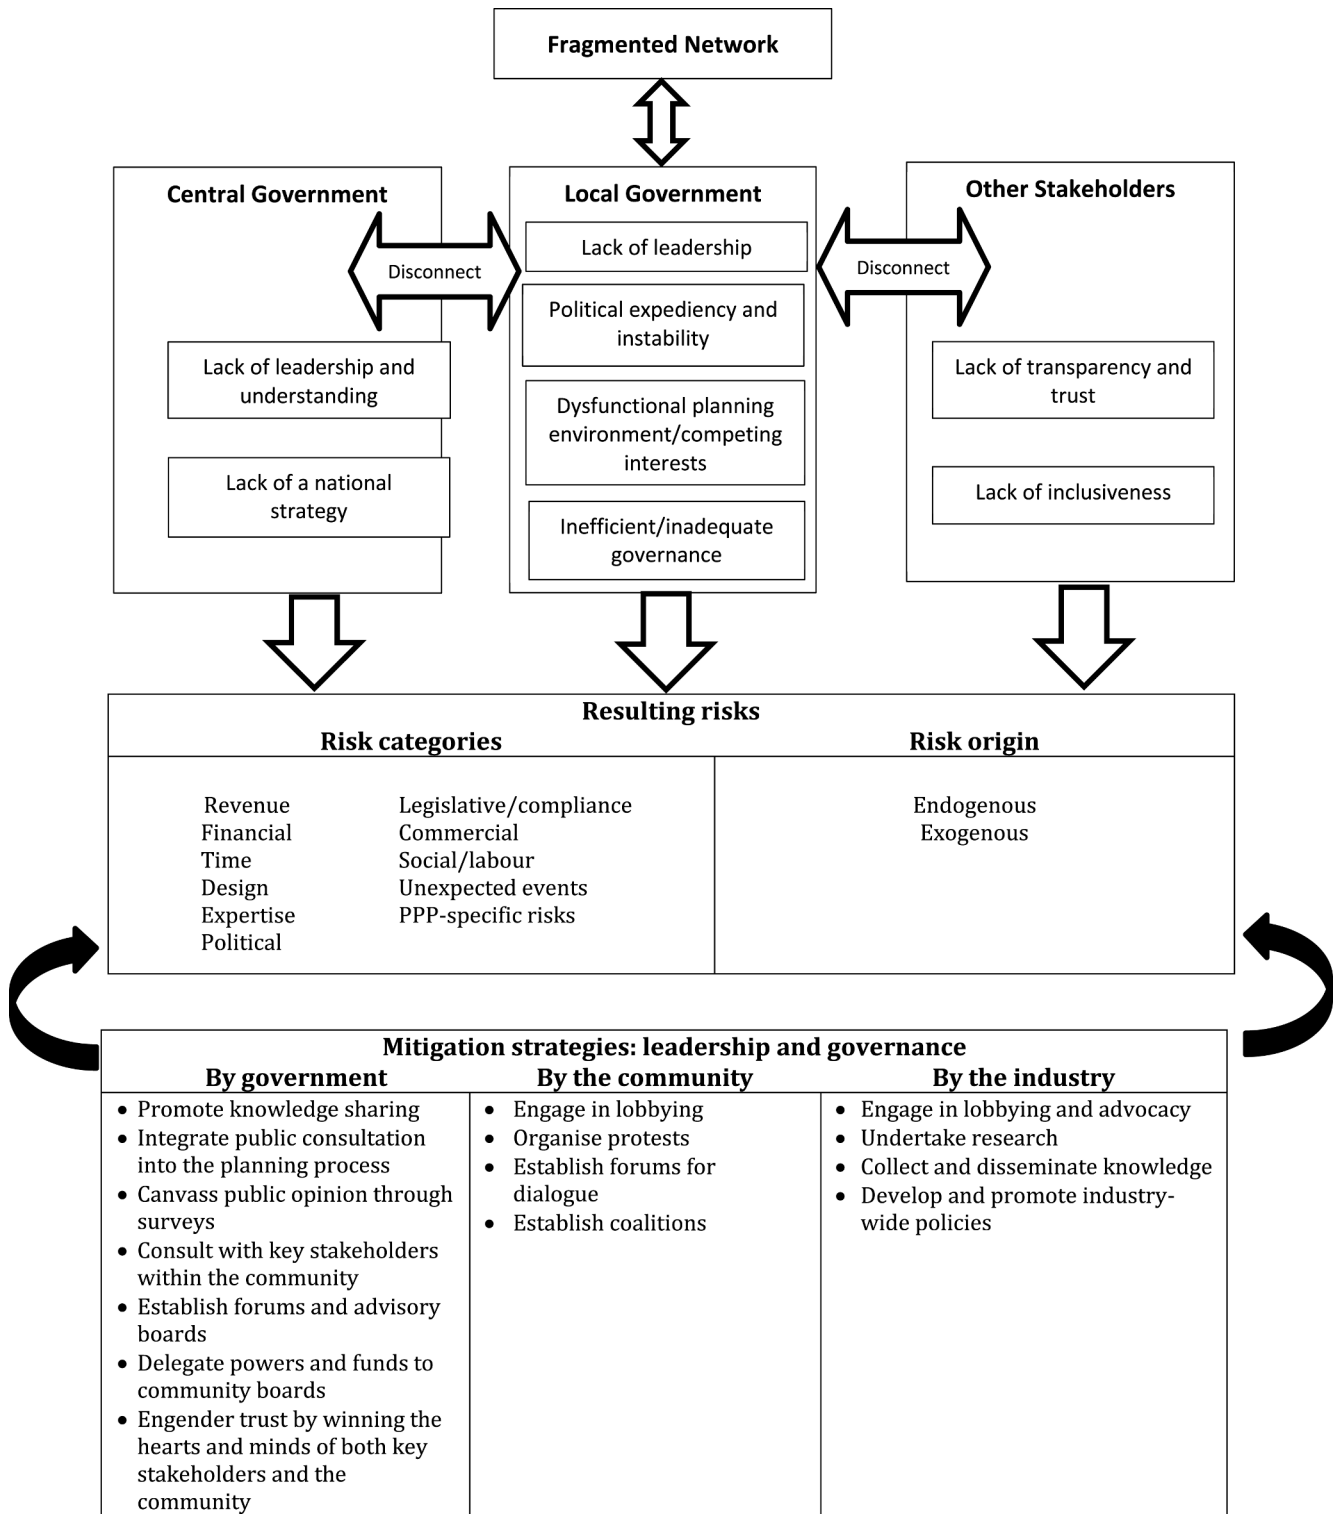 Fragmented Network
Central Government
Disconnect
Lack of leadership and
understanding
Lack of a national
strategy
Local Government
Lack of leadership
Political expediency and
instability
Dysfunctional planning
environment/competing
interests
Inefficient/inadequate
governance
Other Stakeholders
Disconnect
Lack of transparency and
trust
Lack of inclusiveness
Resulting risks
Risk categories
Revenue
Financial
Time
Design
Expertise
Political
Legislative/compliance
Commercial
Social/labour
Unexpected events
PPP-specific risks
Risk origin
Endogenous
Exogenous
Mitigation strategies: leadership and governance
By government
• Promote knowledge sharing
• Integrate public consultation
into the planning process
• Canvass public opinion through
surveys
• Consult with key stakeholders
within the community
• Establish forums and advisory
boards
• Delegate powers and funds to
community boards
• Engender trust by winning the
hearts and minds of both key
stakeholders and the
community
By the community
• Engage in lobbying
• Organise protests
• Establish forums for
dialogue
• Establish coalitions
By the industry
• Engage in lobbying and advocacy
• Undertake research
• Collect and disseminate knowledge
• Develop and promote industry-
wide policies